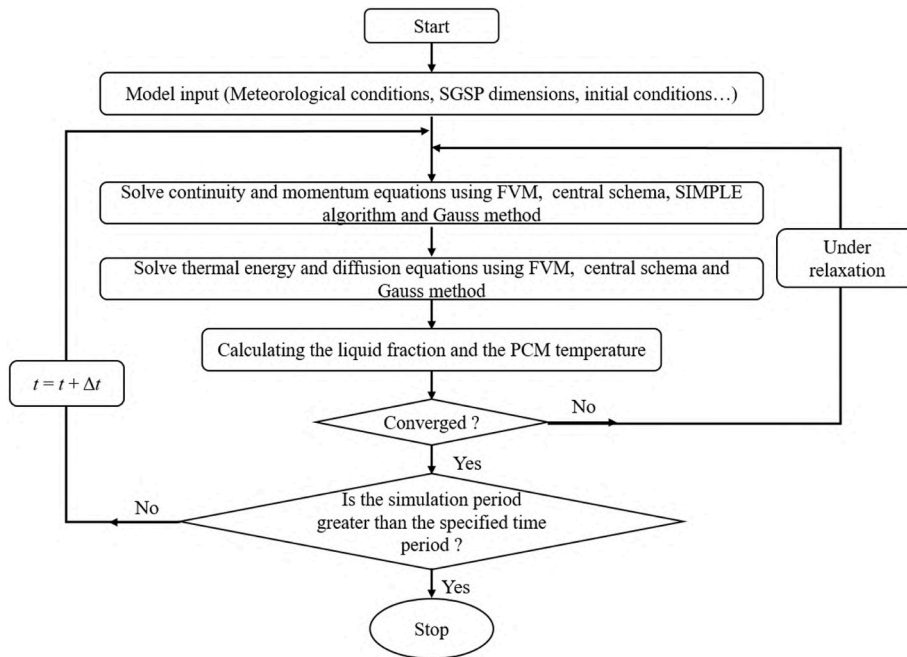 Start
Model input (Meteorological conditions, SGSP dimensions, initial conditions…)
Solve continuity and momentum equations using FVM, central schema, SIMPLE
algorithm and Gauss method
Under
relaxation
Solve thermal energy and diffusion equations using FVM, central schema and
Gauss method
Calculating the liquid fraction and the PCM temperature
t = t + Δt
Converged ?
No
Yes
Is the simulation period
greater than the specified time
period ?
No
Yes
Stop